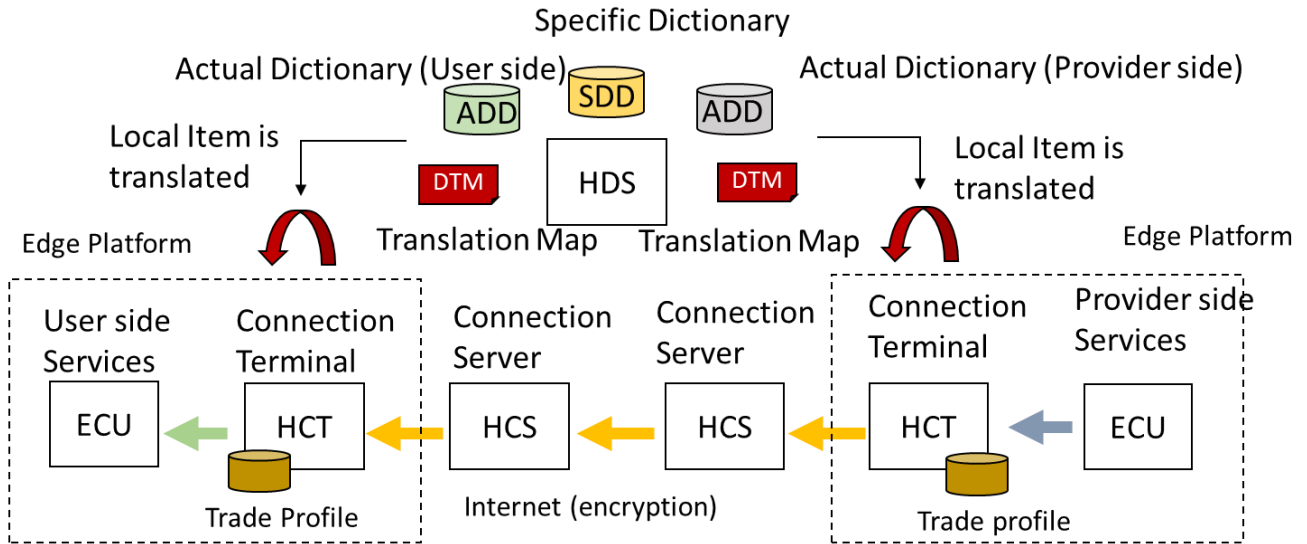 Specific Dictionary
Actual Dictionary (User side)
Actual Dictionary (Provider side)
ADD
SDD
ADD
Local Item is
translated
Local Item is
translated
DTM
HDS
DTM
Translation Map
Translation Map
Edge Platform
Edge Platform
User side
Services
Connection
Terminal
Connection
Server
Connection
Server
Connection
Terminal
Provider side
Services
ECU
HCT
HCS
HCS
HCT
ECU
Trade Profile
Internet (encryption)
Trade profile